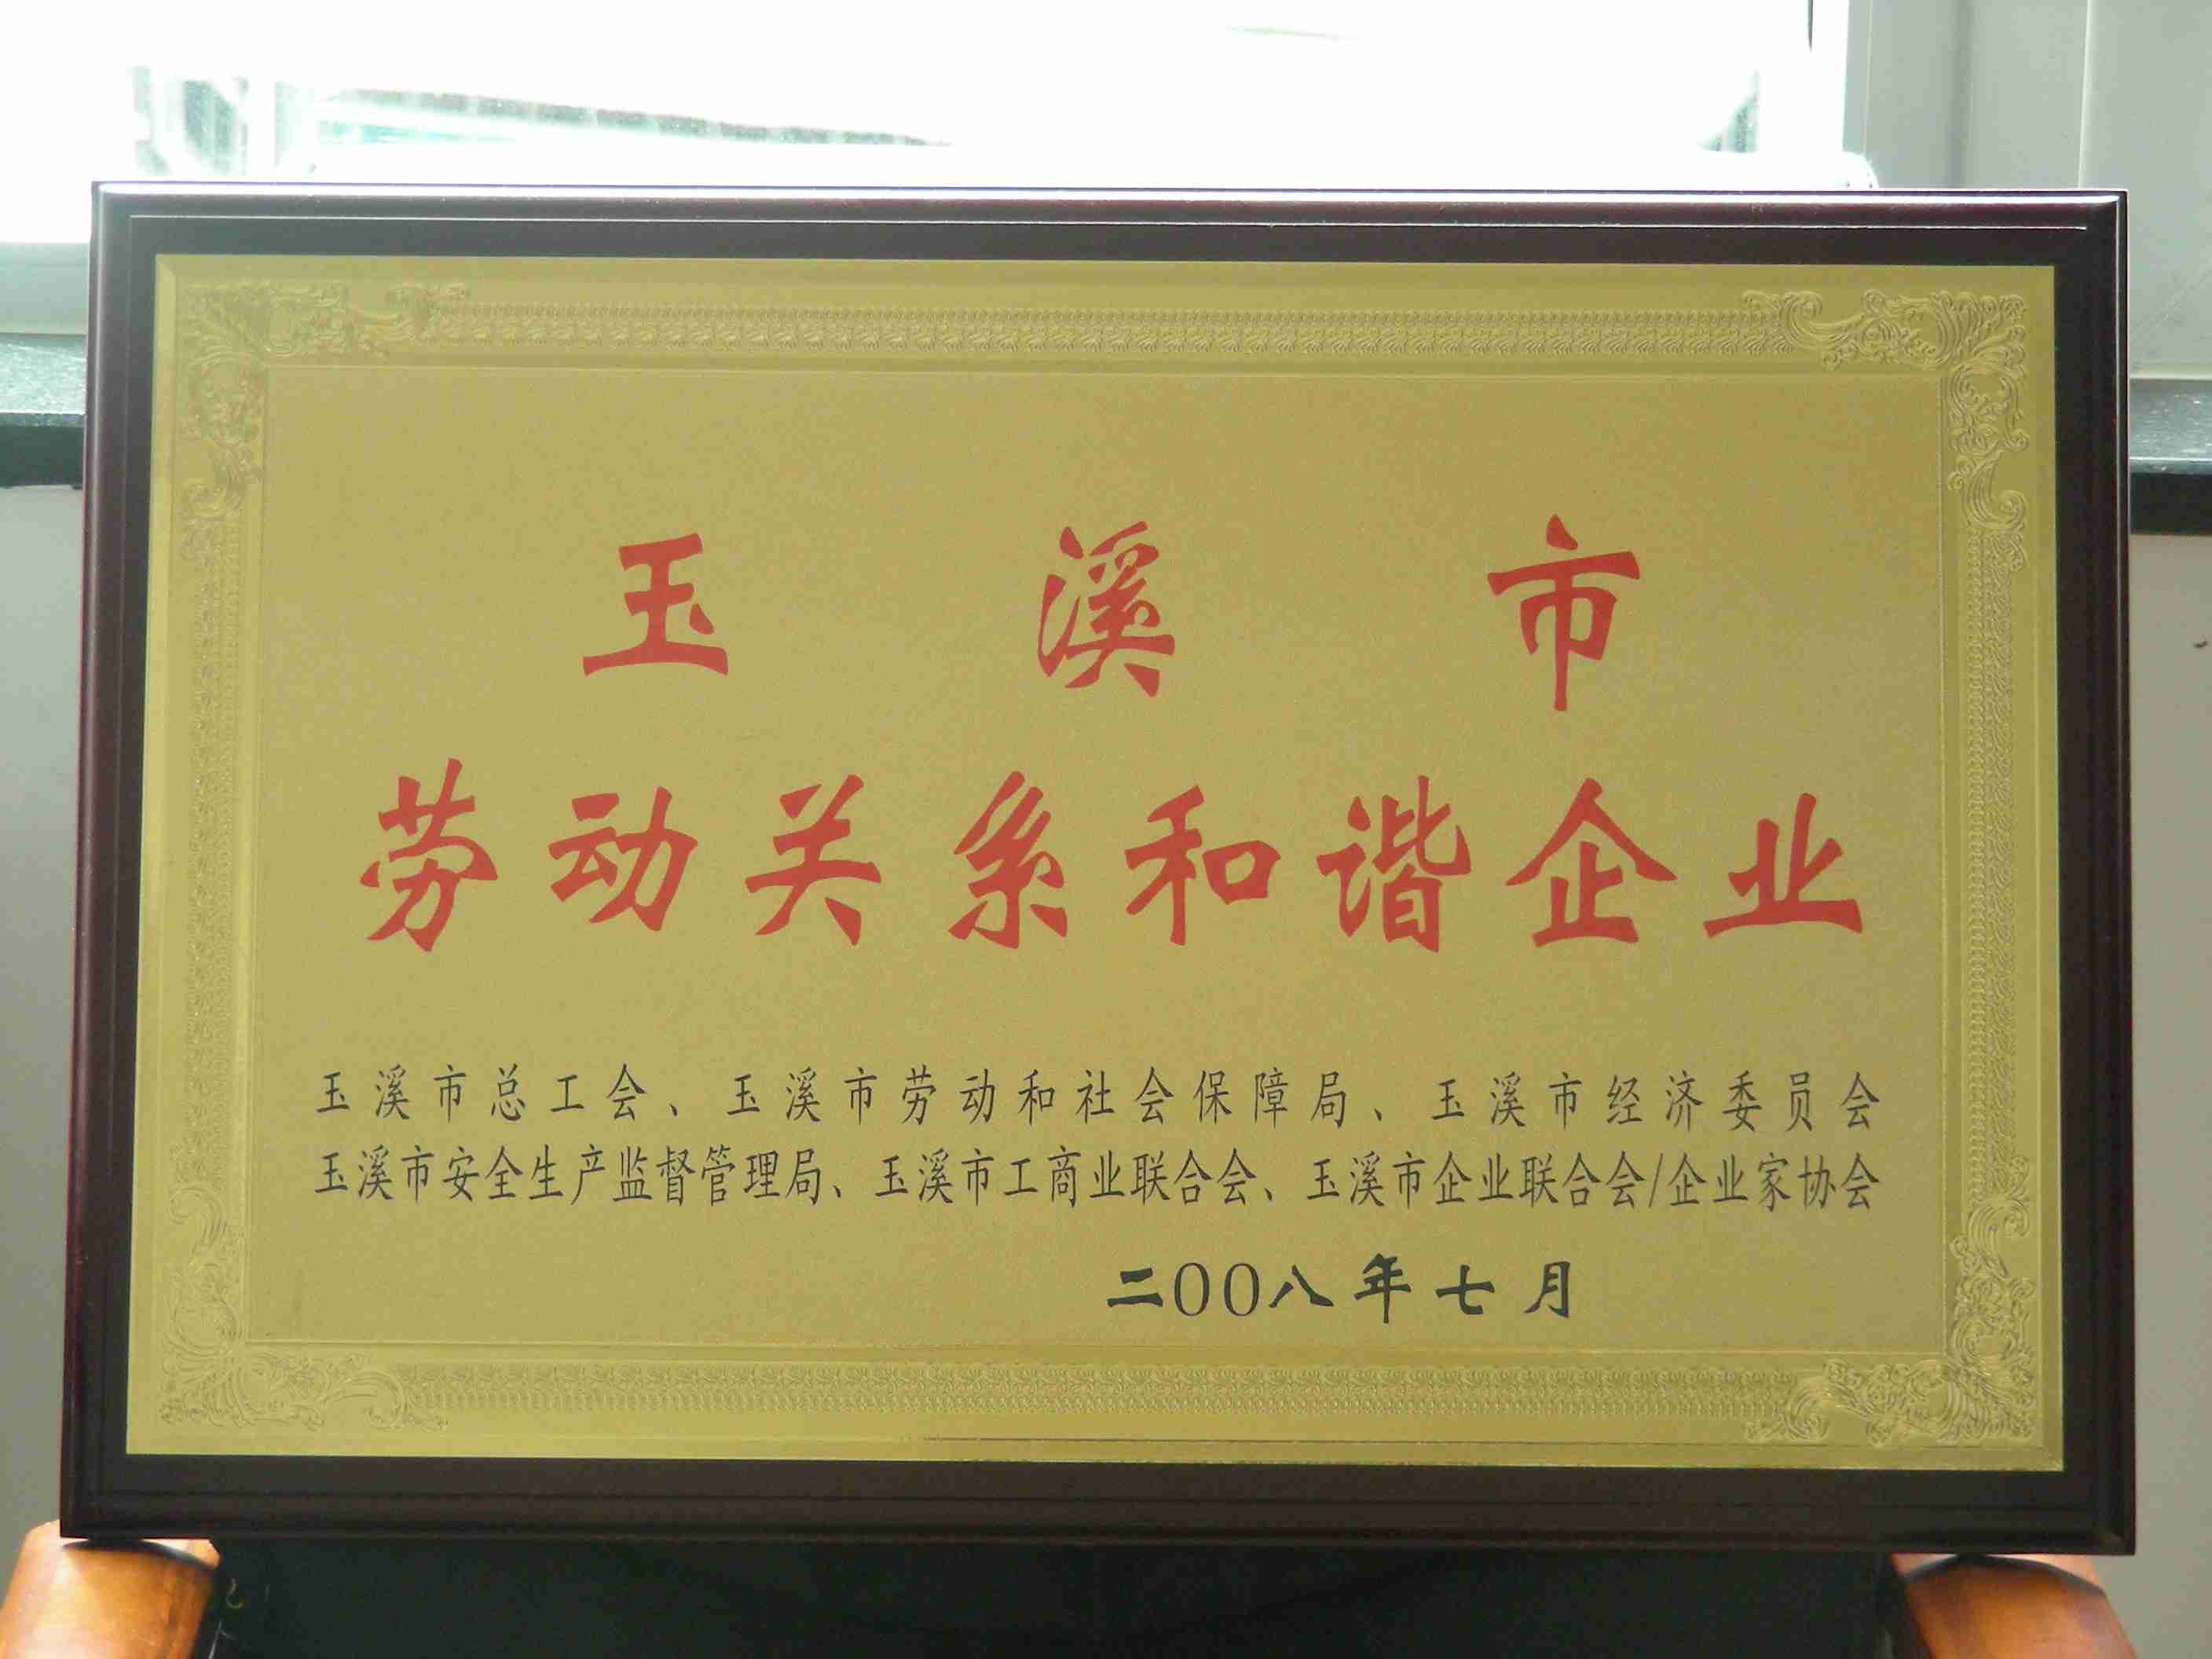 玉溪市
劳动关系和谐企业
玉溪市总工会、玉溪市劳动和社会保障局、玉溪市经济委员会
玉溪市安全生产监督管理局、玉溪市工商业联合会、玉溪市企业联合会/企业家协会
二00八年七月